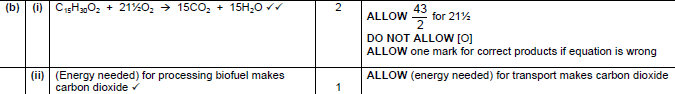 (b) (i) C₁₅H₃₀O₂ + 21½O₂ → 15CO₂ + 15H₂O ✓✓ 2 ALLOW 43/2 for 21½
DO NOT ALLOW [O]
ALLOW one mark for correct products if equation is wrong
(ii) (Energy needed) for processing biofuel makes carbon dioxide ✓ 1 ALLOW (energy needed) for transport makes carbon dioxide